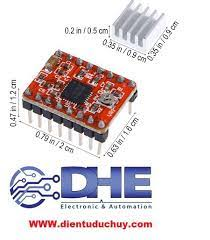 0.2 in / 0.5 cm
0.35 in / 0.9 cm
0.35 in / 0.9 cm
0.47 in / 1.2 cm
0.79 in / 2 cm
0.63 in / 1.6 cm
DHE
Electronic & Automation
www.dientuduchuy.com